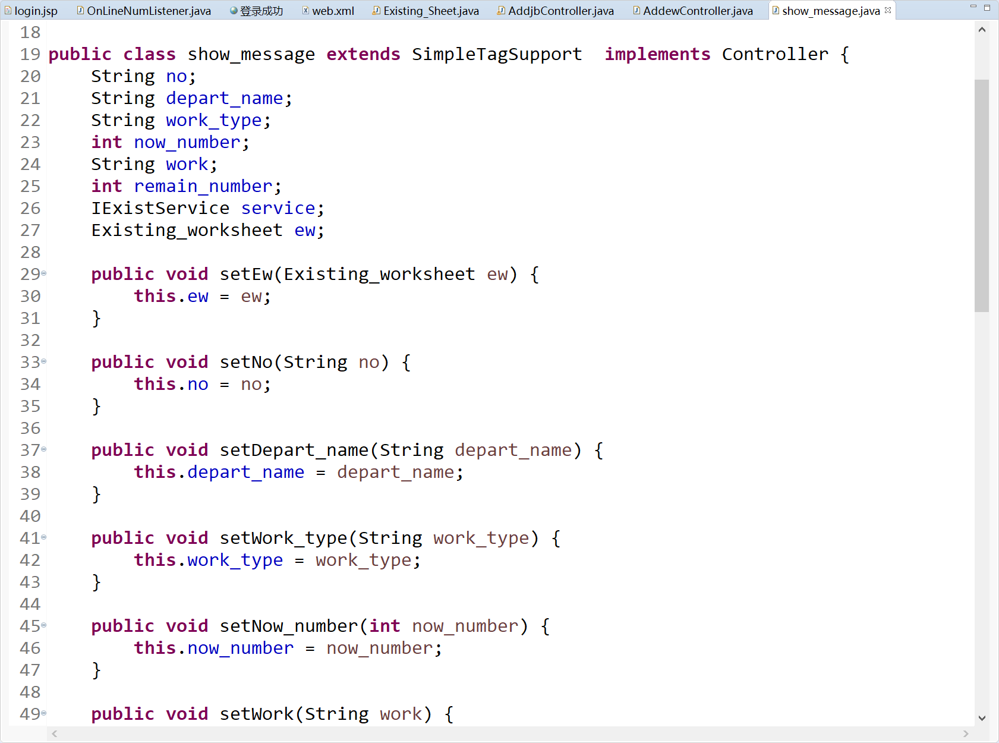 login.jsp OnLineNumListener.java 登录成功 web.xml Existing_Sheet.java AddjbController.java AddewController.java show_message.java
18
19 public class show_message extends SimpleTagSupport  implements Controller {
20     String no;
21     String depart_name;
22     String work_type;
23     int now_number;
24     String work;
25     int remain_number;
26     IExistService service;
27     Existing_worksheet ew;
28
29     public void setEw(Existing_worksheet ew) {
30         this.ew = ew;
31     }
32
33     public void setNo(String no) {
34         this.no = no;
35     }
36
37     public void setDepart_name(String depart_name) {
38         this.depart_name = depart_name;
39     }
40
41     public void setWork_type(String work_type) {
42         this.work_type = work_type;
43     }
44
45     public void setNow_number(int now_number) {
46         this.now_number = now_number;
47     }
48
49     public void setWork(String work) {